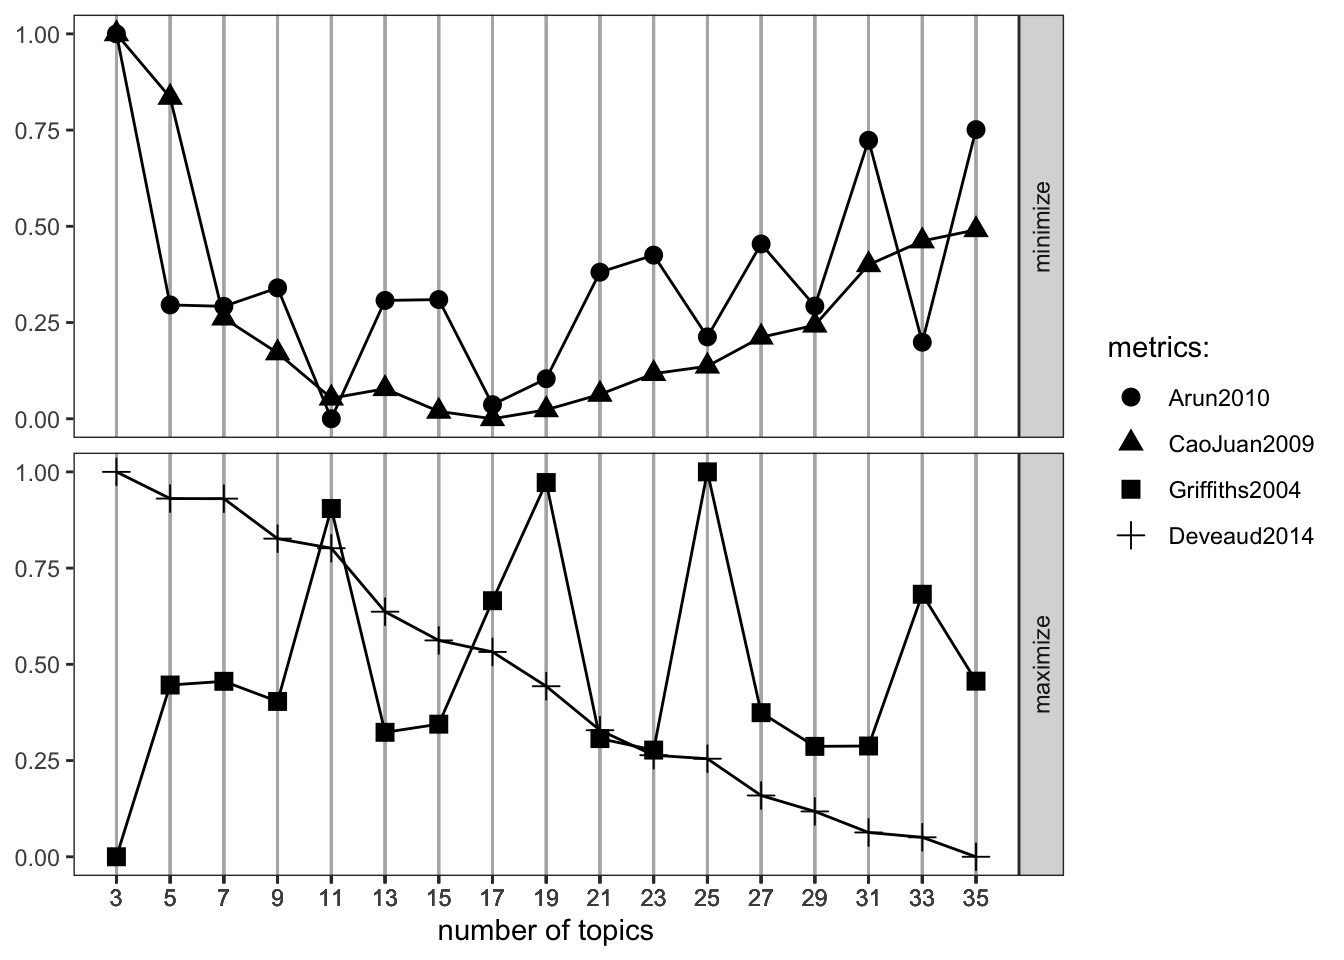 1.00
0.75
0.50
0.25
0.00
minimize
1.00
0.75
0.50
0.25
0.00
maximize
3 5 7 9 11 13 15 17 19 21 23 25 27 29 31 33 35
number of topics
metrics:
Arun2010
CaoJuan2009
Griffiths2004
Deveaud2014